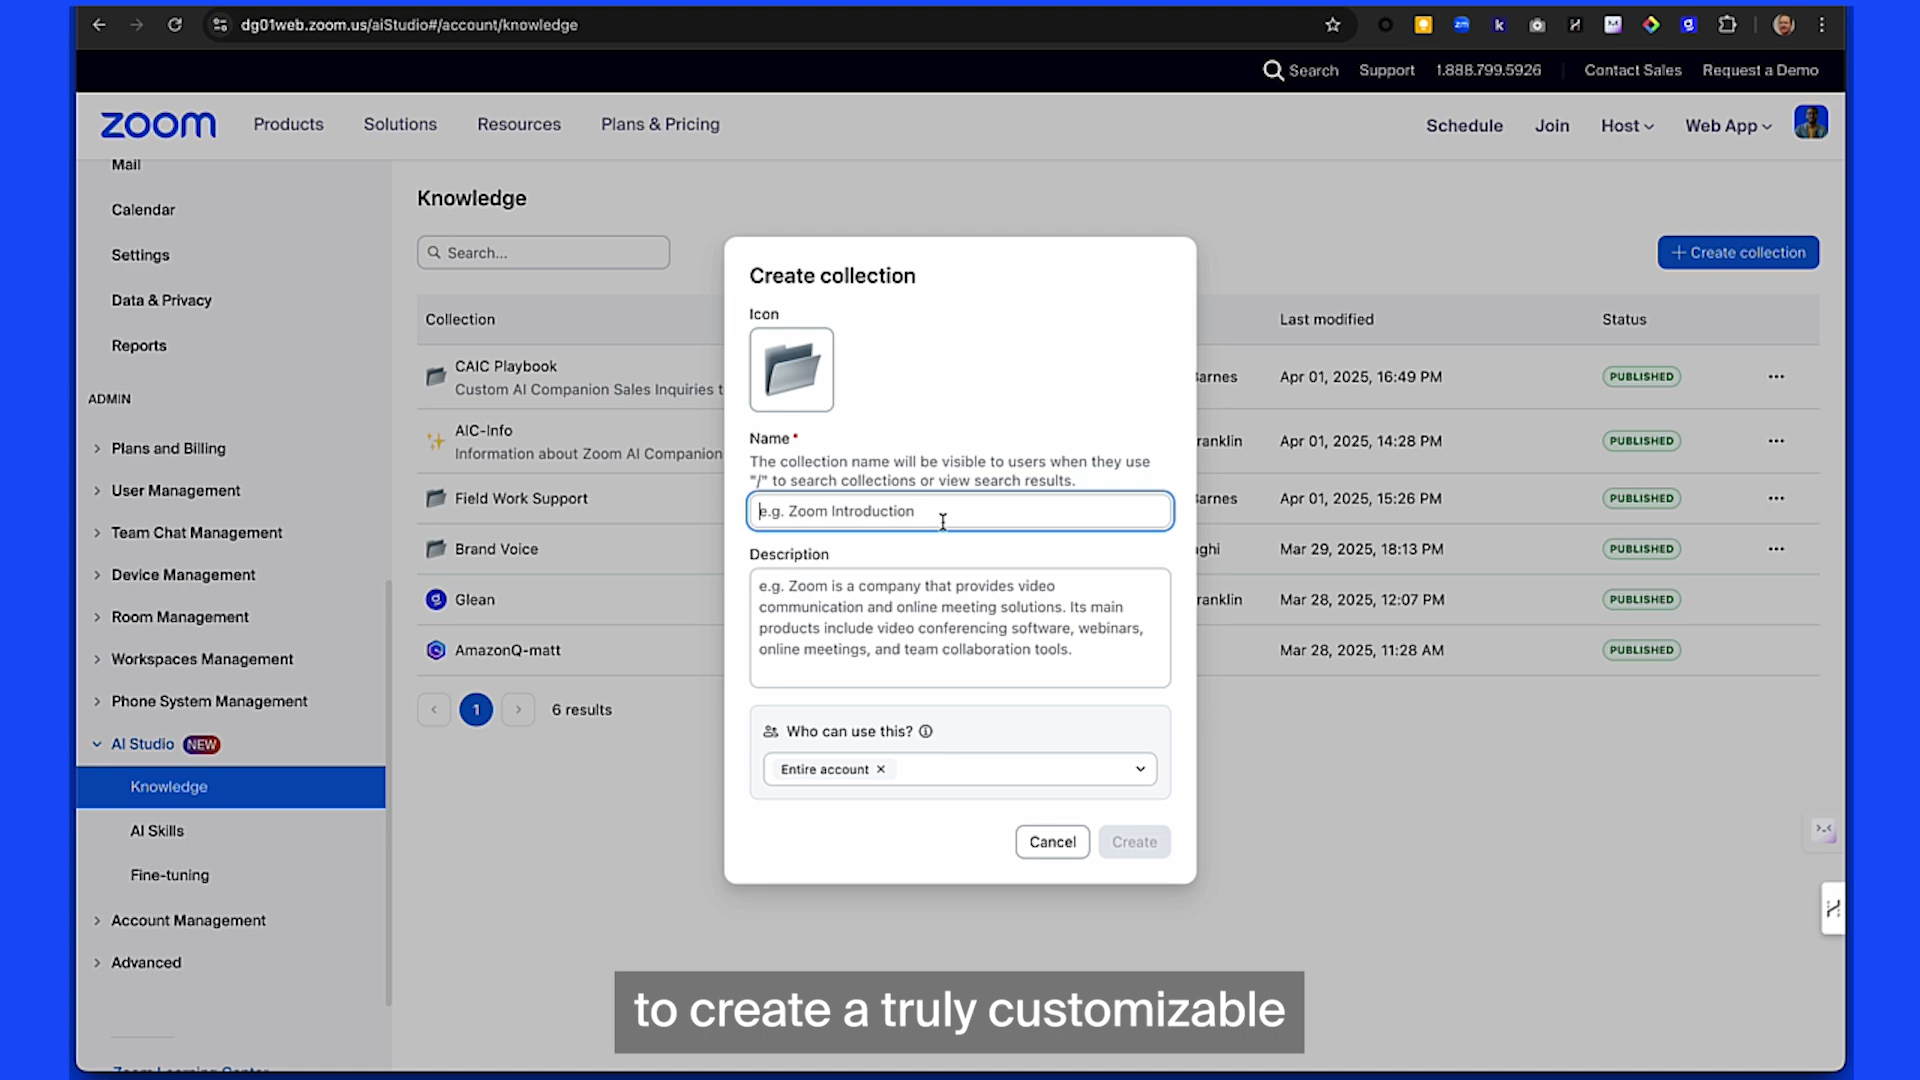 dg01web.zoom.us/aiStudio#/account/knowledge
Search Support 1.888.799.5926 Contact Sales Request a Demo
zoom Products Solutions Resources Plans & Pricing Schedule Join Host Web App
Mail
Calendar
Settings
Data & Privacy
Reports
ADMIN
Plans and Billing
User Management
Team Chat Management
Device Management
Room Management
Workspaces Management
Phone System Management
AI Studio NEW
Knowledge
AI Skills
Fine-tuning
Account Management
Advanced
Zoom Learning Center
Knowledge
Search...
+ Create collection
Collection Last modified Status
CAIC Playbook
Custom AI Companion Sales Inquiries t
Barnes Apr 01, 2025, 16:49 PM PUBLISHED
AIC-Info
Information about Zoom AI Companion
ranklin Apr 01, 2025, 14:28 PM PUBLISHED
Field Work Support Barnes Apr 01, 2025, 15:26 PM PUBLISHED
Brand Voice ghi Mar 29, 2025, 18:13 PM PUBLISHED
Glean ranklin Mar 28, 2025, 12:07 PM PUBLISHED
AmazonQ-matt Mar 28, 2025, 11:28 AM PUBLISHED
1 6 results
Create collection
Icon
Name*
The collection name will be visible to users when they use
"/" to search collections or view search results.
e.g. Zoom Introduction
Description
e.g. Zoom is a company that provides video
communication and online meeting solutions. Its main
products include video conferencing software, webinars,
online meetings, and team collaboration tools.
Who can use this?
Entire account
Cancel Create
to create a truly customizable